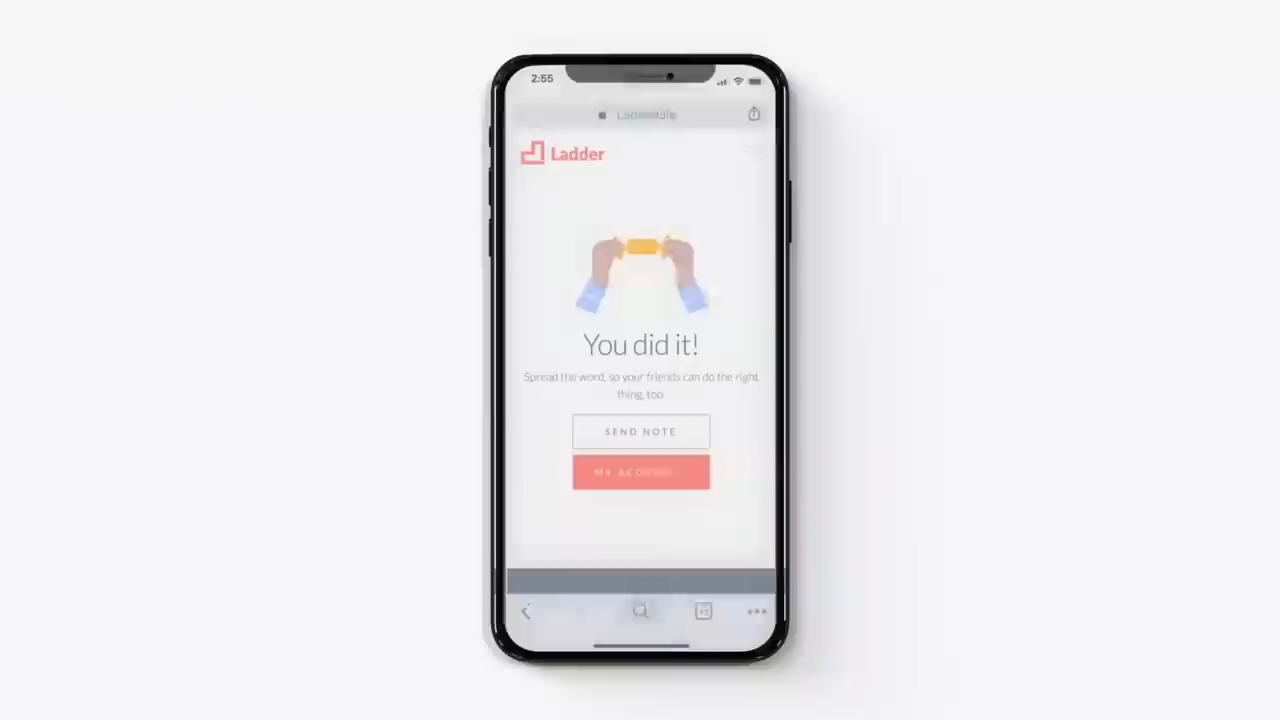 2:55
Ladder
You did it!
Spread the word, so your friends can do the right
thing, too.
SEND NOTE
MY